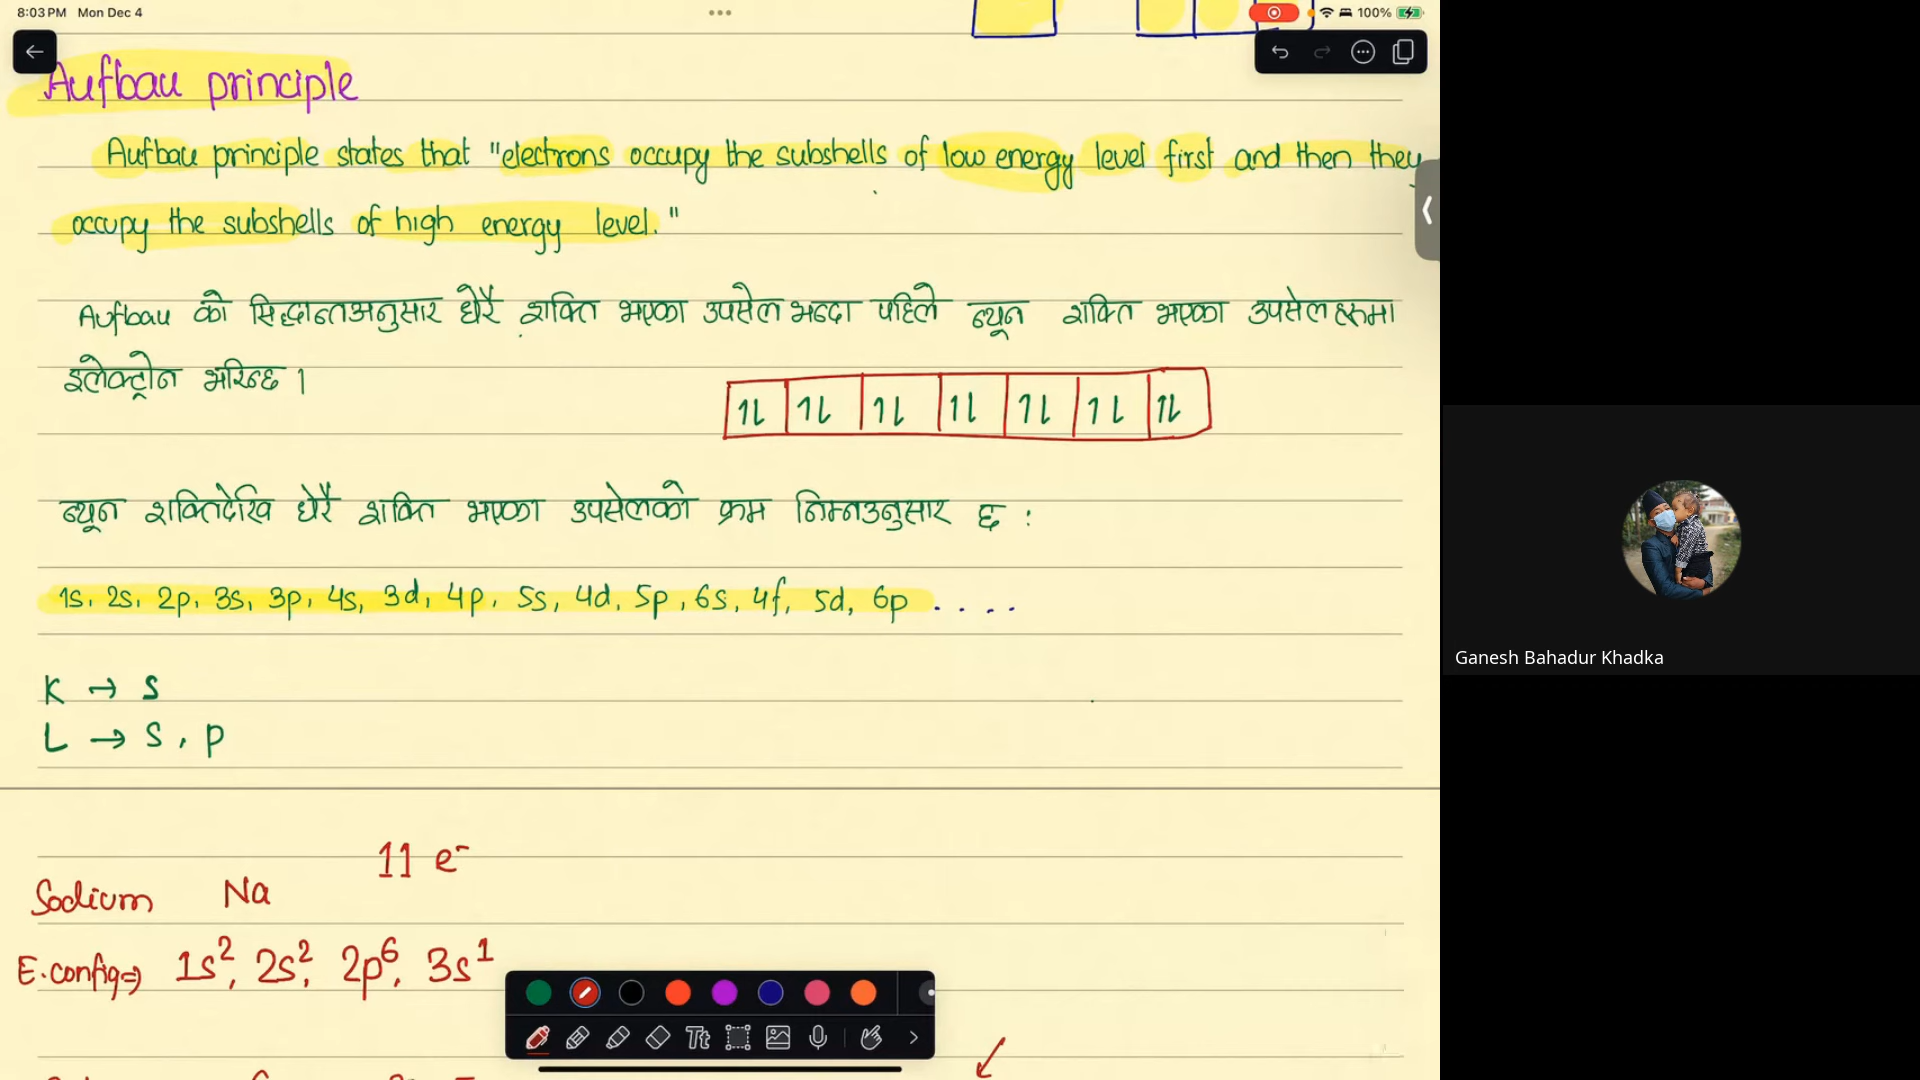 8:03 PM Mon Dec 4
100%
Aufbau principle
Aufbau principle states that "electrons occupy the subshells of low energy level first and then they
occupy the subshells of high energy level."
Aufbau को सिद्धान्तअनुसार धेरै शक्ति भएका उपसेल भन्दा पहिले न्यून शक्ति भएका उपसेलहरूमा
इलेक्ट्रोन भरिन्छ ।
1L 1L 1L 1L 1L 1L 1L
न्यून शक्तिदेखि धेरै शक्ति भएका उपसेलको क्रम निम्नउनुसार छ :
1s, 2s, 2p, 3s, 3p, 4s, 3d, 4p, 5s, 4d, 5p, 6s, 4f, 5d, 6p . . . .
K → s
L → s, p
11 e⁻
Sodium Na
E.config⇒ 1s², 2s², 2p⁶, 3s¹
Tt
Ganesh Bahadur Khadka